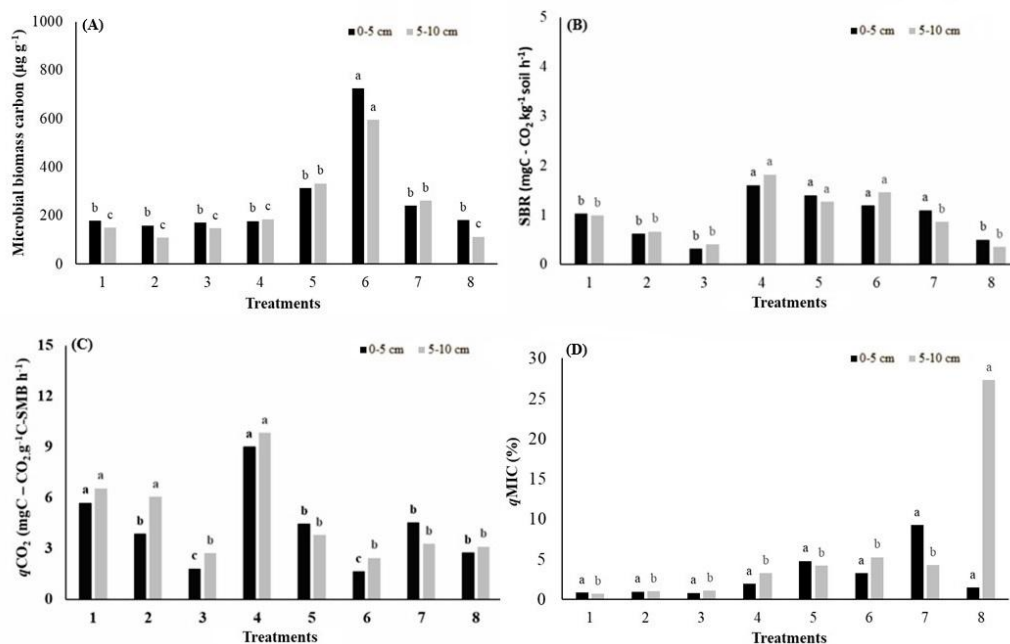 (A)
0-5 cm 5-10 cm
Microbial biomass carbon (µg g⁻¹)
1000
800
600
400
200
0
b c b c b c b c b b a a b b b c
1 2 3 4 5 6 7 8
Treatments
(B)
0-5 cm 5-10 cm
SBR (mgC - CO₂ kg⁻¹ soil h⁻¹)
5
4
3
2
1
0
b b b b b b a a a a a a a b b b
1 2 3 4 5 6 7 8
Treatments
(C)
0-5 cm 5-10 cm
qCO₂ (mgC – CO₂.g⁻¹C-SMB h⁻¹)
15
12
9
6
3
0
a a b a c b a a b b c b b b b b
1 2 3 4 5 6 7 8
Treatments
(D)
0-5 cm 5-10 cm
qMIC (%)
30
25
20
15
10
5
0
a b a b a b a b a b a b a b a a
1 2 3 4 5 6 7 8
Treatments